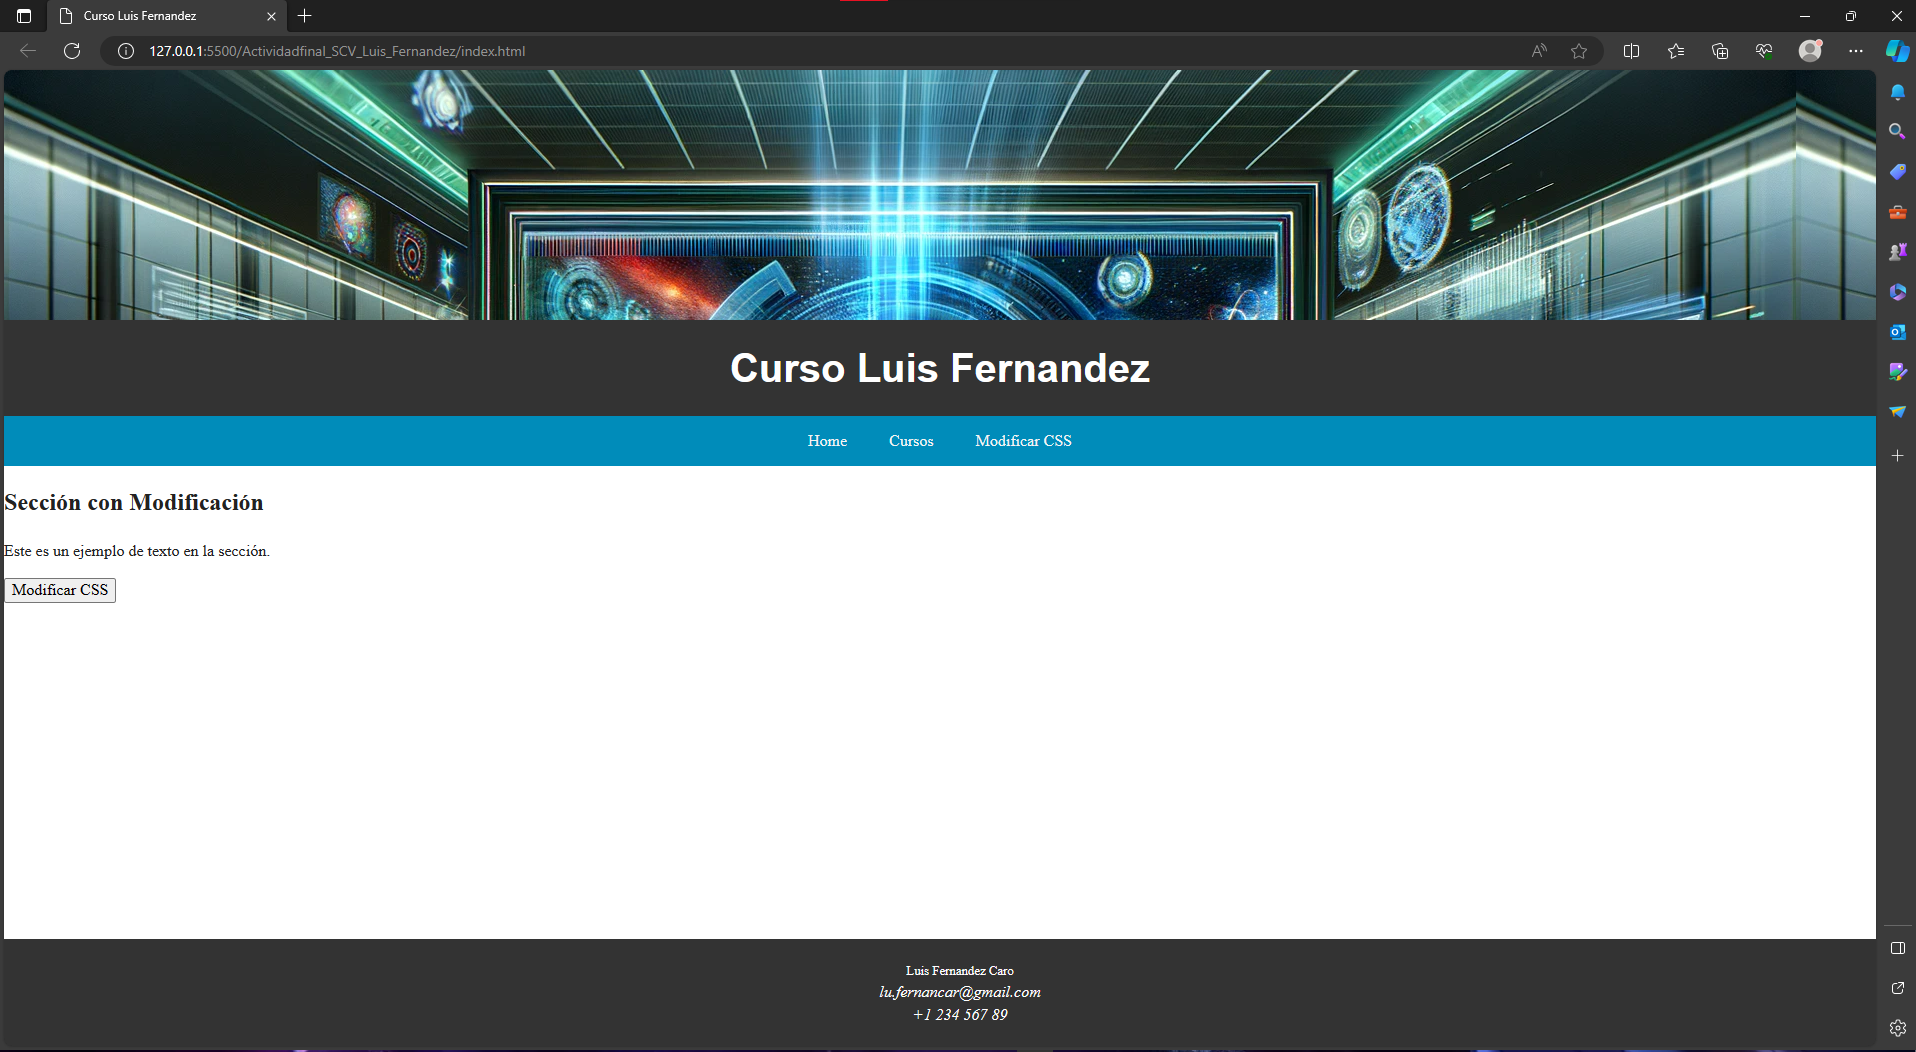 Curso Luis Fernandez
127.0.0.1:5500/Actividadfinal_SCV_Luis_Fernandez/index.html
Curso Luis Fernandez
Home Cursos Modificar CSS
Sección con Modificación
Este es un ejemplo de texto en la sección.
Modificar CSS
Luis Fernandez Caro
lu.fernancar@gmail.com
+1 234 567 89